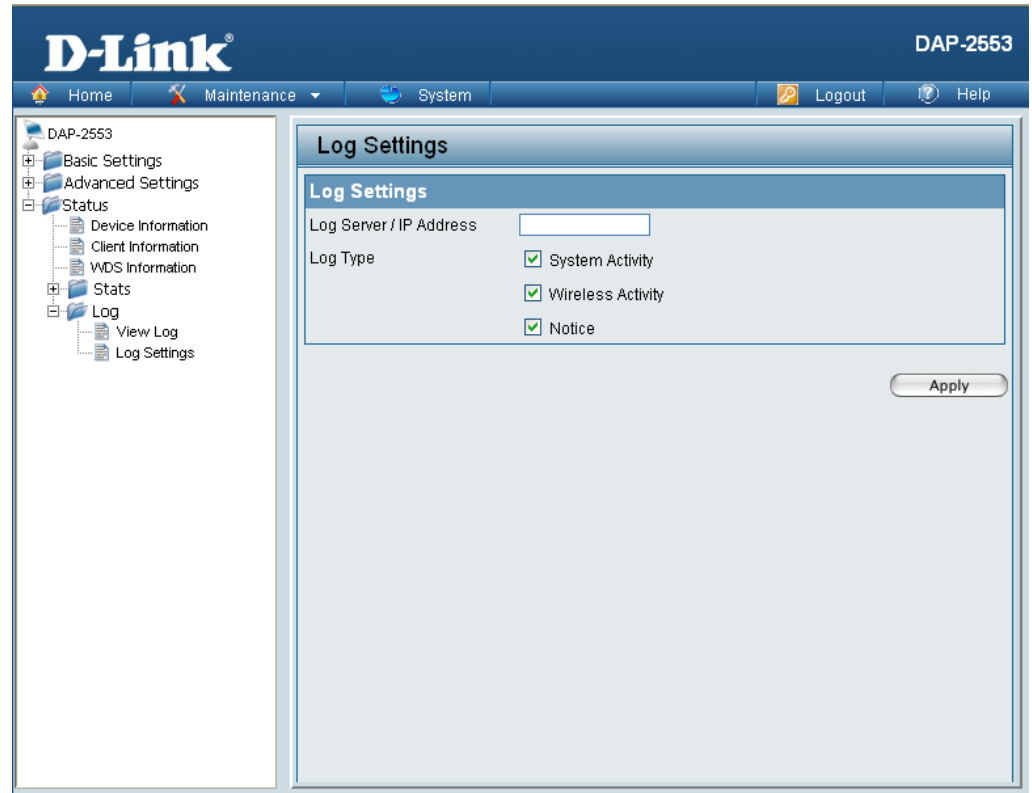 D-Link®
DAP-2553
Home Maintenance System Logout Help
DAP-2553
Basic Settings
Advanced Settings
Status
Device Information
Client Information
WDS Information
Stats
Log
View Log
Log Settings
Log Settings
Log Settings
Log Server / IP Address
Log Type
System Activity
Wireless Activity
Notice
Apply